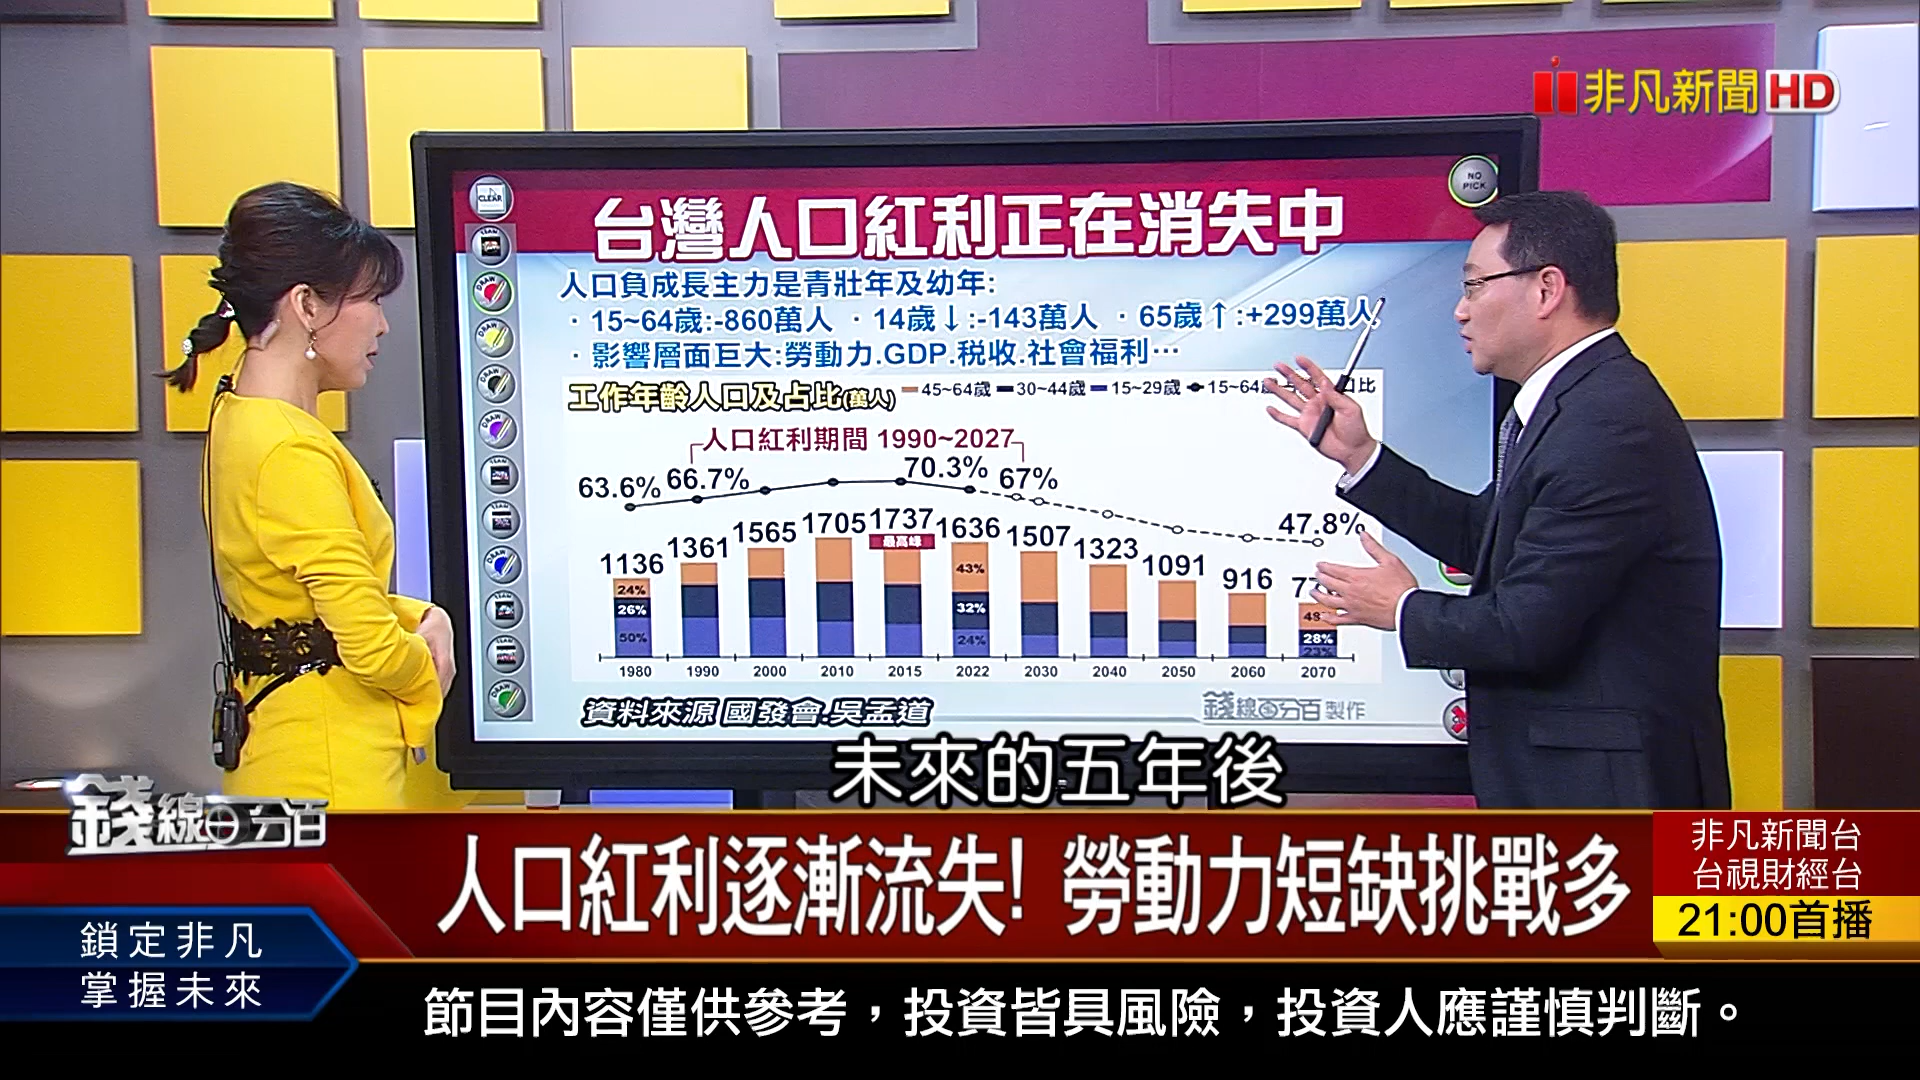 非凡新聞HD
NO PICK
CLEAR
台灣人口紅利正在消失中
人口負成長主力是青壯年及幼年:
· 15~64歲:-860萬人 · 14歲↓:-143萬人 · 65歲↑:+299萬人
· 影響層面巨大:勞動力.GDP.税收.社會福利…
工作年齡人口及占比(萬人)
45~64歲 30~44歲 15~29歲 15~64 口比
人口紅利期間 1990~2027
63.6% 66.7% 70.3% 67% 47.8%
1136 1361 1565 1705 1737 1636 1507 1323 1091 916
最高峰
24% 43%
26% 32% 28%
50% 24% 23%
1980 1990 2000 2010 2015 2022 2030 2040 2050 2060 2070
資料來源 國發會.吳孟道
錢線百分百 製作
未來的五年後
錢線百分百
人口紅利逐漸流失! 勞動力短缺挑戰多
非凡新聞台
台視財經台
21:00首播
鎖定非凡
掌握未來
節目內容僅供參考，投資皆具風險，投資人應謹慎判斷。